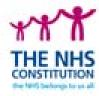 THE NHS
CONSTITUTION
the NHS belongs to us all